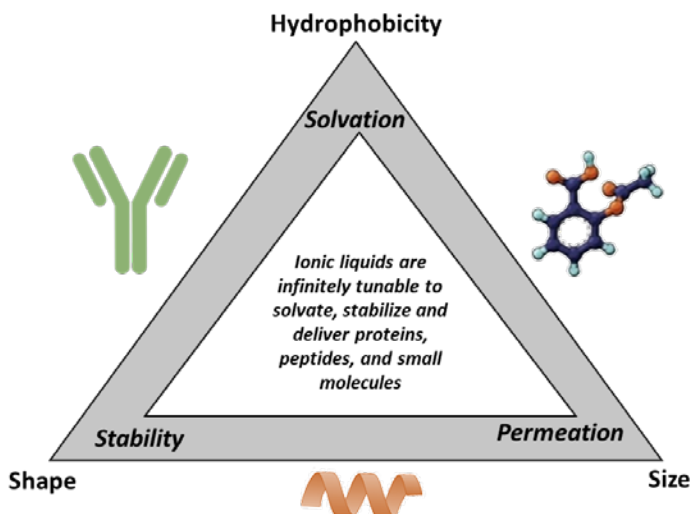 Hydrophobicity
Solvation
Ionic liquids are
infinitely tunable to
solvate, stabilize and
deliver proteins,
peptides, and small
molecules
Stability
Permeation
Shape
Size